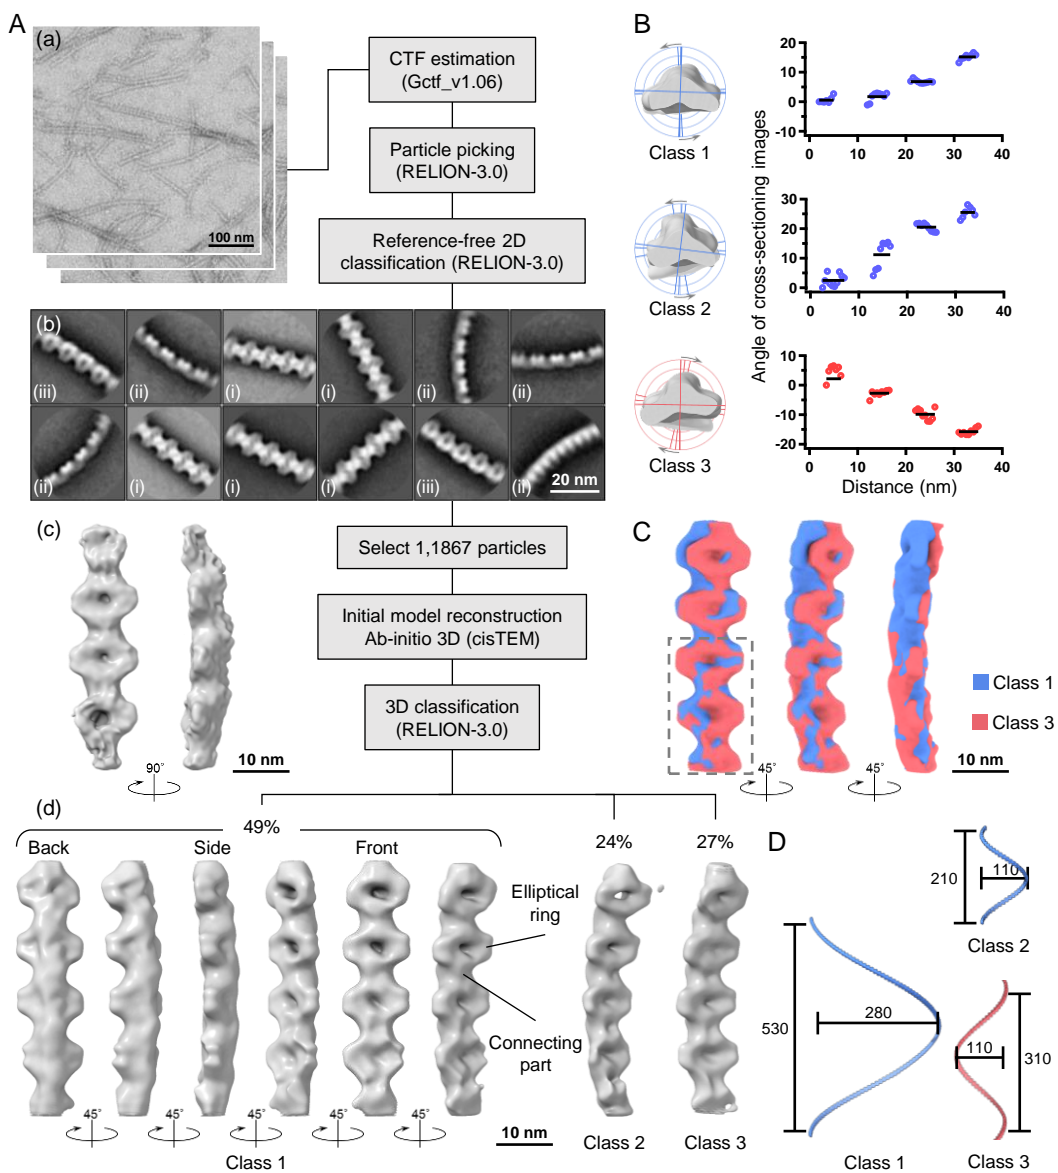 A
(a)
100 nm
CTF estimation
(Gctf_v1.06)
Particle picking
(RELION-3.0)
Reference-free 2D
classification (RELION-3.0)
(b)
(iii)
(ii)
(i)
(i)
(ii)
(ii)
(ii)
(i)
(i)
(i)
(iii)
(ii)
20 nm
(c)
90°
10 nm
Select 1,1867 particles
Initial model reconstruction
Ab-initio 3D (cisTEM)
3D classification
(RELION-3.0)
(d)
49%
24%
27%
Back
Side
Front
Elliptical
ring
Connecting
part
45°
45°
45°
45°
45°
10 nm
Class 1
Class 2
Class 3
B
Class 1
Class 2
Class 3
Angle of cross-sectioning images
20
10
0
-10
0
10
20
30
40
30
20
10
0
0
10
20
30
40
10
0
-10
-20
0
10
20
30
40
Distance (nm)
C
Class 1
Class 3
45°
45°
10 nm
D
210
110
Class 2
530
280
Class 1
110
310
Class 3